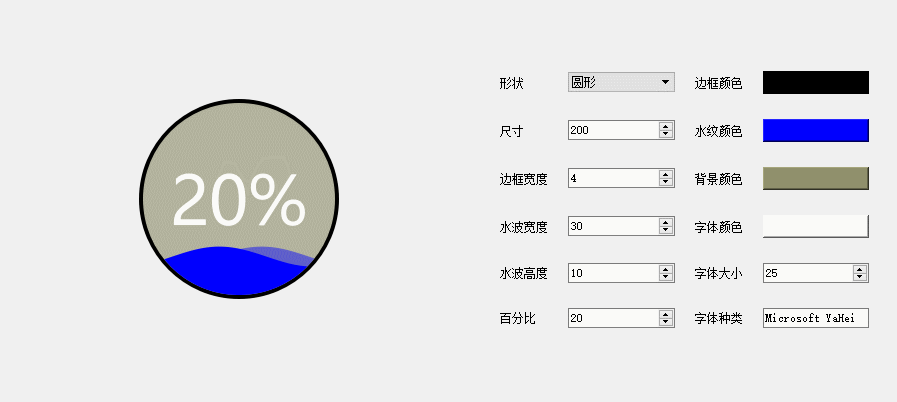 20%
形状 圆形 边框颜色
尺寸 200 水纹颜色
边框宽度 4 背景颜色
水波宽度 30 字体颜色
水波高度 10 字体大小 25
百分比 20 字体种类 Microsoft YaHei